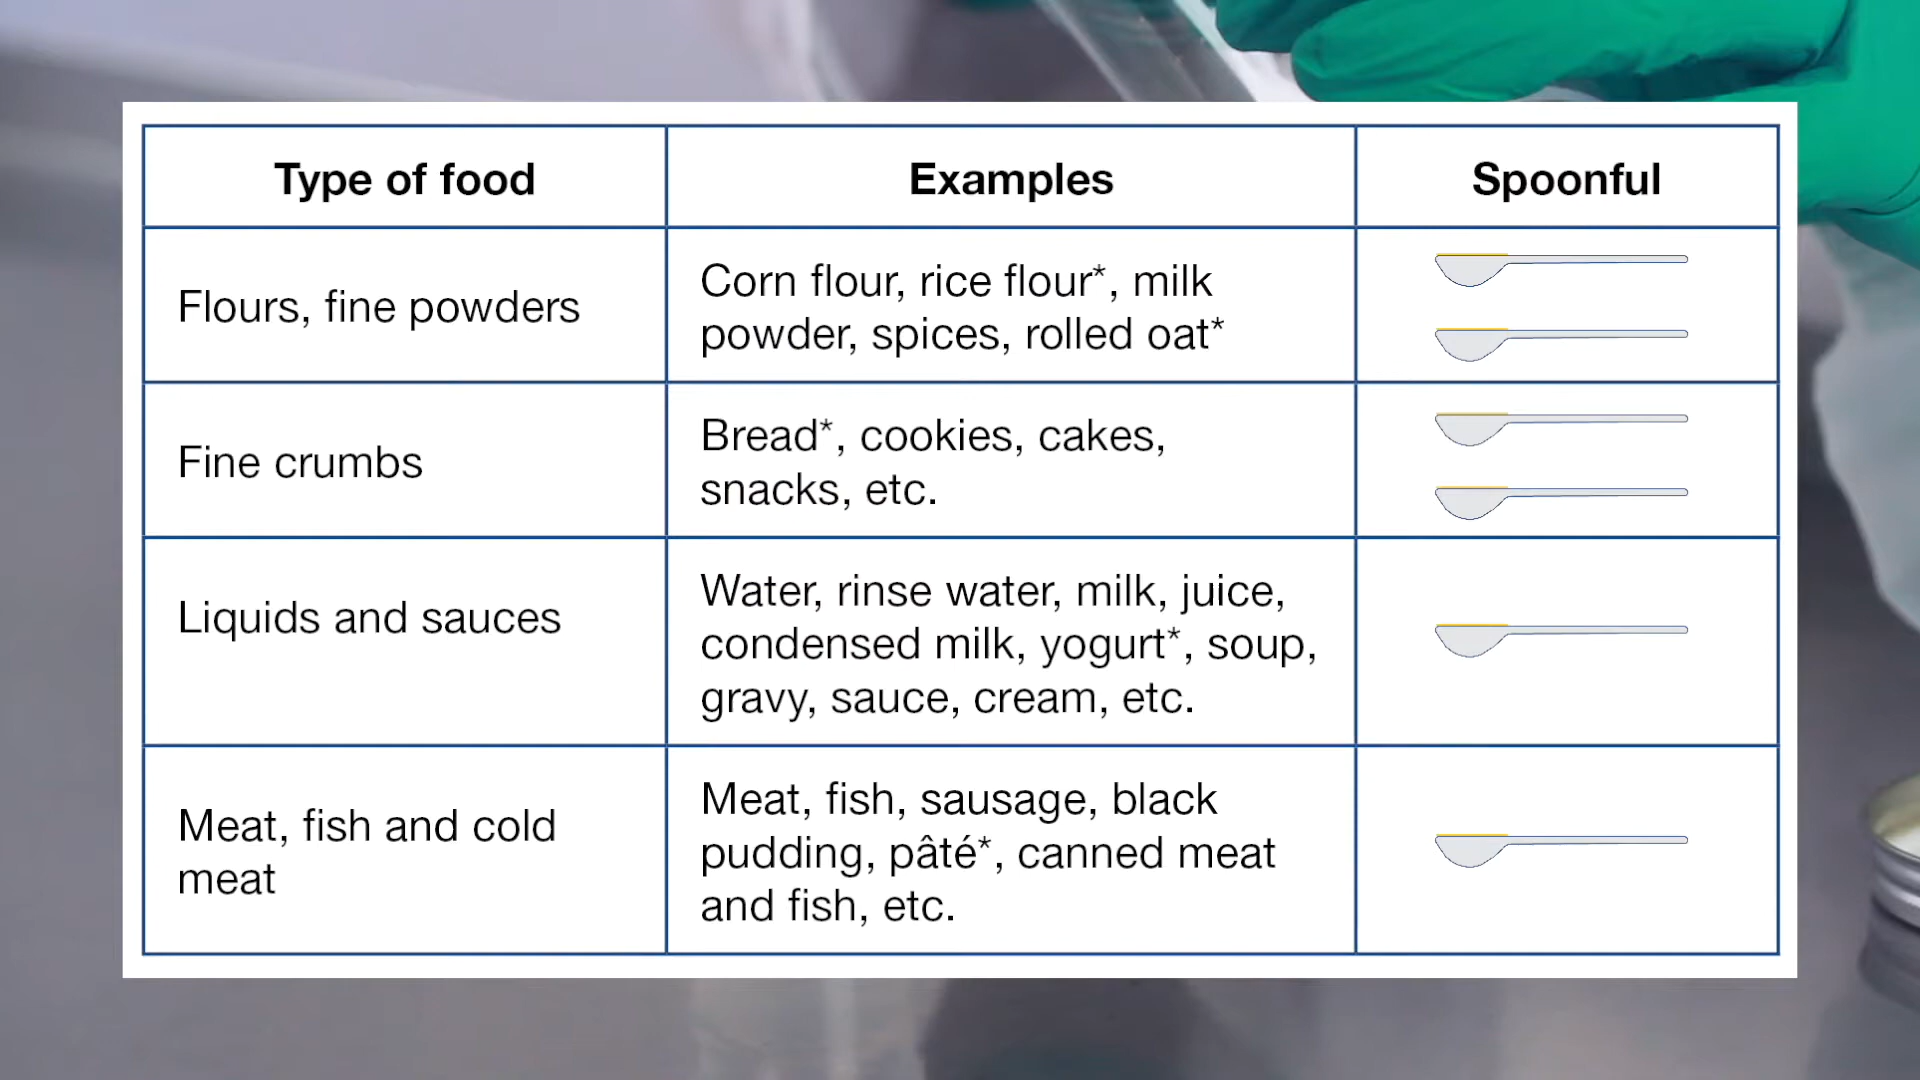 Type of food
Examples
Spoonful
Flours, fine powders
Corn flour, rice flour*, milk
powder, spices, rolled oat*
Fine crumbs
Bread*, cookies, cakes,
snacks, etc.
Liquids and sauces
Water, rinse water, milk, juice,
condensed milk, yogurt*, soup,
gravy, sauce, cream, etc.
Meat, fish and cold
meat
Meat, fish, sausage, black
pudding, pâté*, canned meat
and fish, etc.